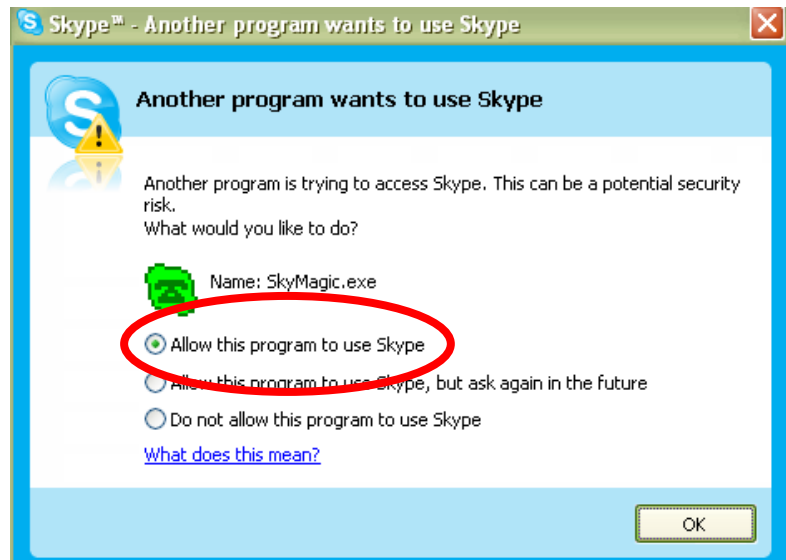 Skype™ - Another program wants to use Skype
Another program wants to use Skype
Another program is trying to access Skype. This can be a potential security
risk.
What would you like to do?
Name: SkyMagic.exe
Allow this program to use Skype
Allow this program to use Skype, but ask again in the future
Do not allow this program to use Skype
What does this mean?
OK